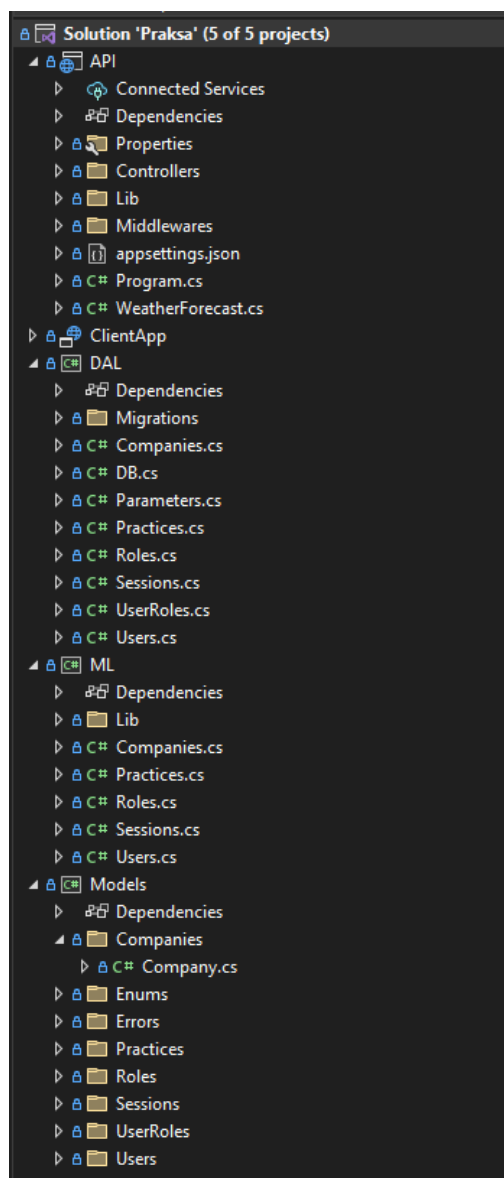 Solution 'Praksa' (5 of 5 projects)
API
Connected Services
Dependencies
Properties
Controllers
Lib
Middlewares
appsettings.json
C# Program.cs
C# WeatherForecast.cs
ClientApp
C# DAL
Dependencies
Migrations
C# Companies.cs
C# DB.cs
C# Parameters.cs
C# Practices.cs
C# Roles.cs
C# Sessions.cs
C# UserRoles.cs
C# Users.cs
C# ML
Dependencies
Lib
C# Companies.cs
C# Practices.cs
C# Roles.cs
C# Sessions.cs
C# Users.cs
C# Models
Dependencies
Companies
C# Company.cs
Enums
Errors
Practices
Roles
Sessions
UserRoles
Users